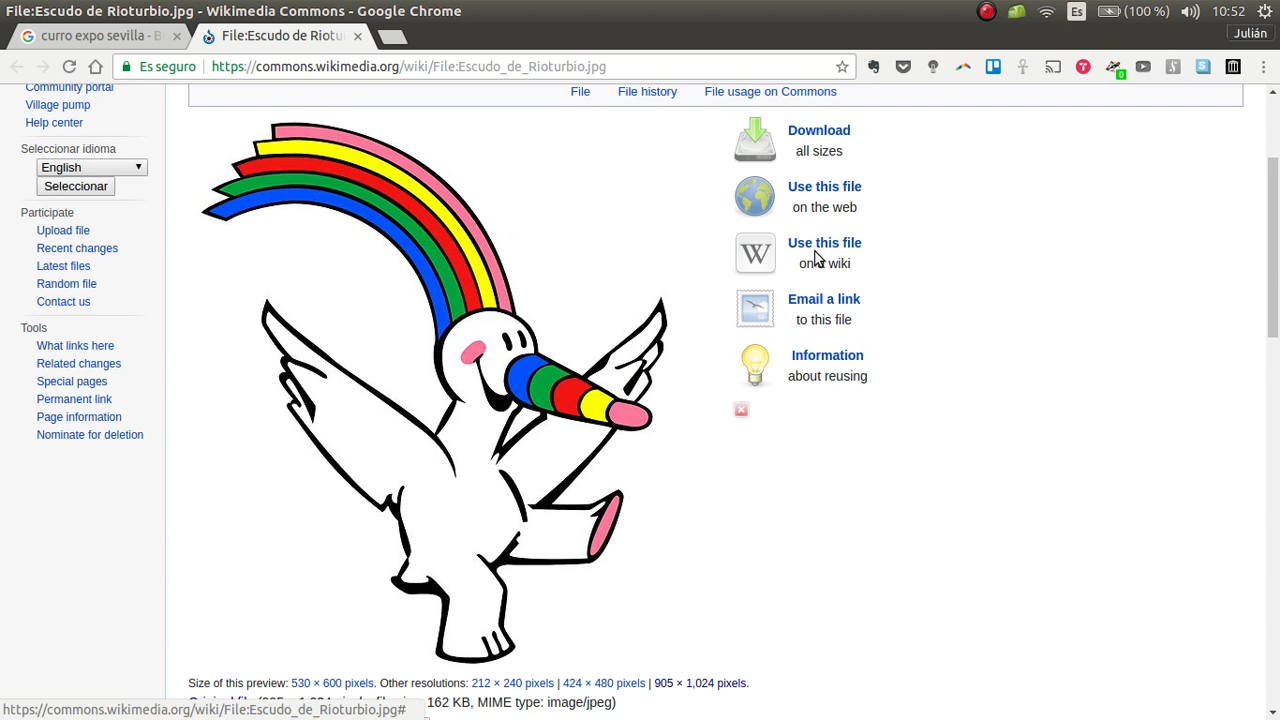 File:Escudo de Rioturbio.jpg - Wikimedia Commons - Google Chrome
Es
(100 %)
10:52
curro expo sevilla - B
File:Escudo de Riotur
Julián
Es seguro
https://commons.wikimedia.org/wiki/File:Escudo_de_Rioturbio.jpg
0
Community portal
Village pump
Help center
Seleccionar idioma
English
Seleccionar
Participate
Upload file
Recent changes
Latest files
Random file
Contact us
Tools
What links here
Related changes
Special pages
Permanent link
Page information
Nominate for deletion
File
File history
File usage on Commons
Download
all sizes
Use this file
on the web
W
Use this file
on a wiki
Email a link
to this file
Information
about reusing
Size of this preview: 530 × 600 pixels. Other resolutions: 212 × 240 pixels | 424 × 480 pixels | 905 × 1,024 pixels.
162 KB, MIME type: image/jpeg)
https://commons.wikimedia.org/wiki/File:Escudo_de_Rioturbio.jpg#